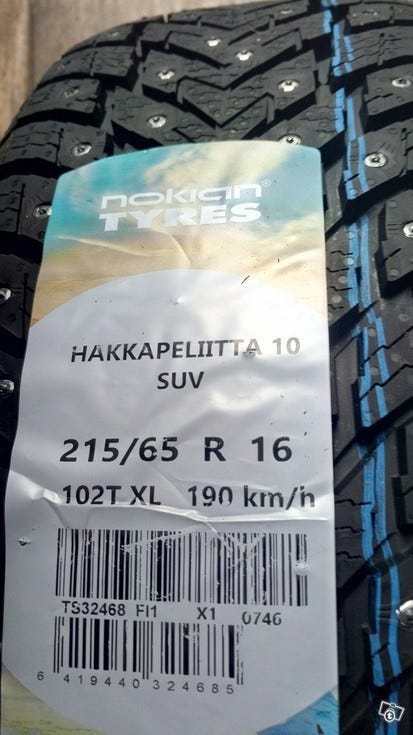 nokian®
TYRES
HAKKAPELIITTA 10
SUV
215/65 R 16
102T XL 190 km/h
TS32468 FI1 X1 0746
6 419440 324685